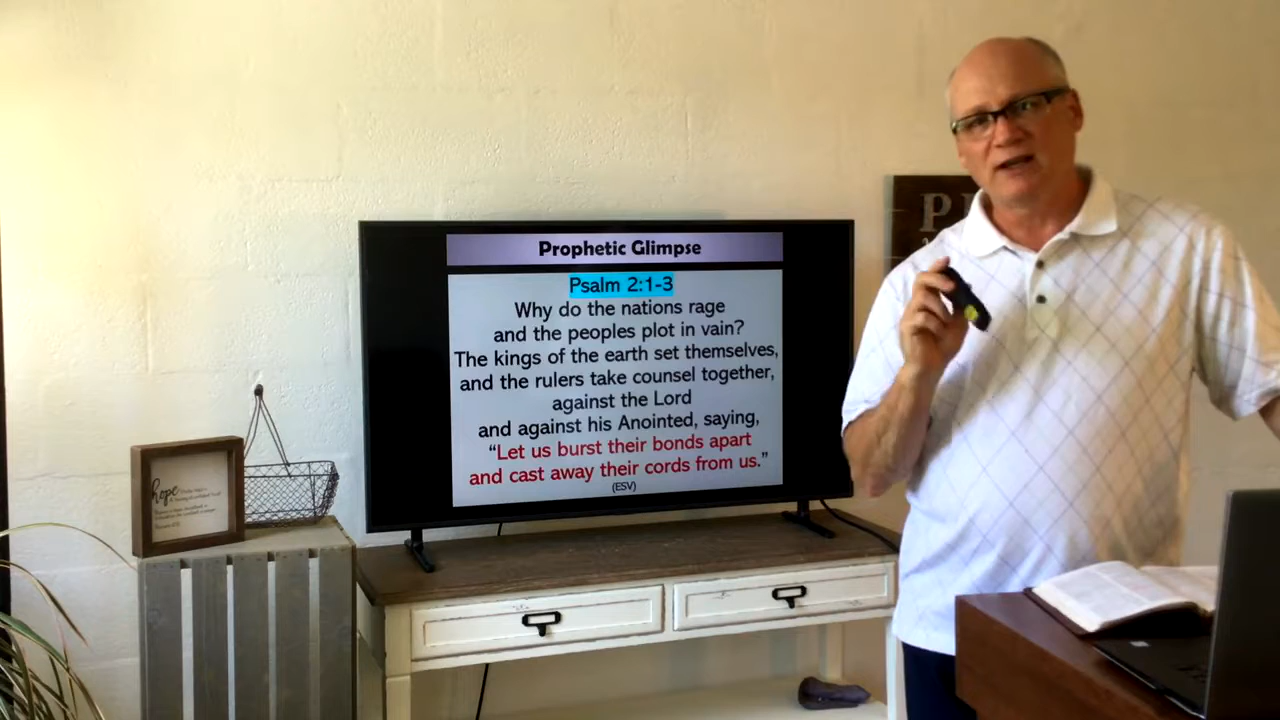 Prophetic Glimpse
Psalm 2:1-3
Why do the nations rage
and the peoples plot in vain?
The kings of the earth set themselves,
and the rulers take counsel together,
against the Lord
and against his Anointed, saying,
“Let us burst their bonds apart
and cast away their cords from us.”
(ESV)
hope